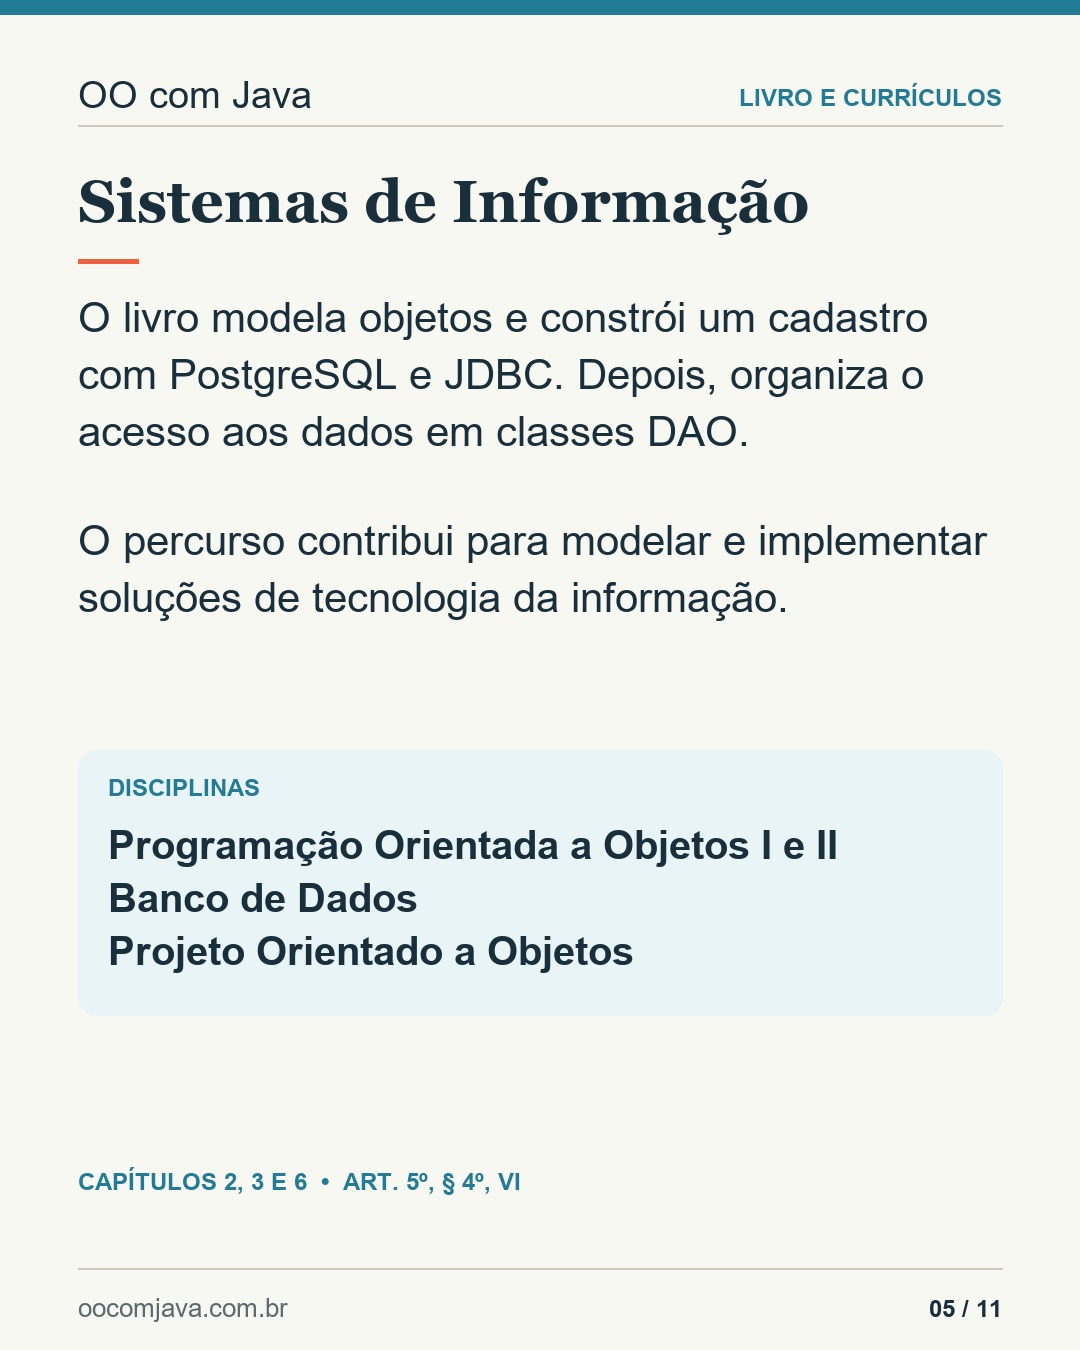 OO com Java
LIVRO E CURRÍCULOS
Sistemas de Informação
O livro modela objetos e constrói um cadastro
com PostgreSQL e JDBC. Depois, organiza o
acesso aos dados em classes DAO.
O percurso contribui para modelar e implementar
soluções de tecnologia da informação.
DISCIPLINAS
Programação Orientada a Objetos I e II
Banco de Dados
Projeto Orientado a Objetos
CAPÍTULOS 2, 3 E 6 • ART. 5º, § 4º, VI
oocomjava.com.br
05 / 11